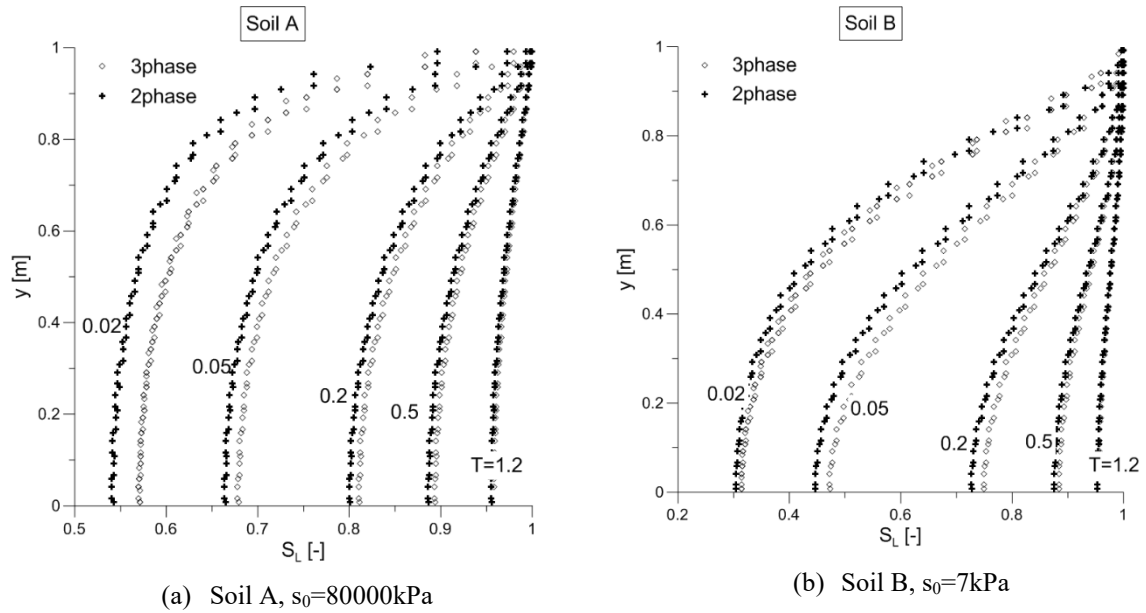 Soil A
3phase
2phase
1
0.8
0.6
0.4
0.2
0
y [m]
0.02
0.05
0.2
0.5
T=1.2
0.5
0.6
0.7
0.8
0.9
1
S_L [-]
(a) Soil A, s₀=80000kPa
Soil B
3phase
2phase
1
0.8
0.6
0.4
0.2
0
y [m]
0.02
0.05
0.2
0.5
T=1.2
0.2
0.4
0.6
0.8
1
S_L [-]
(b) Soil B, s₀=7kPa